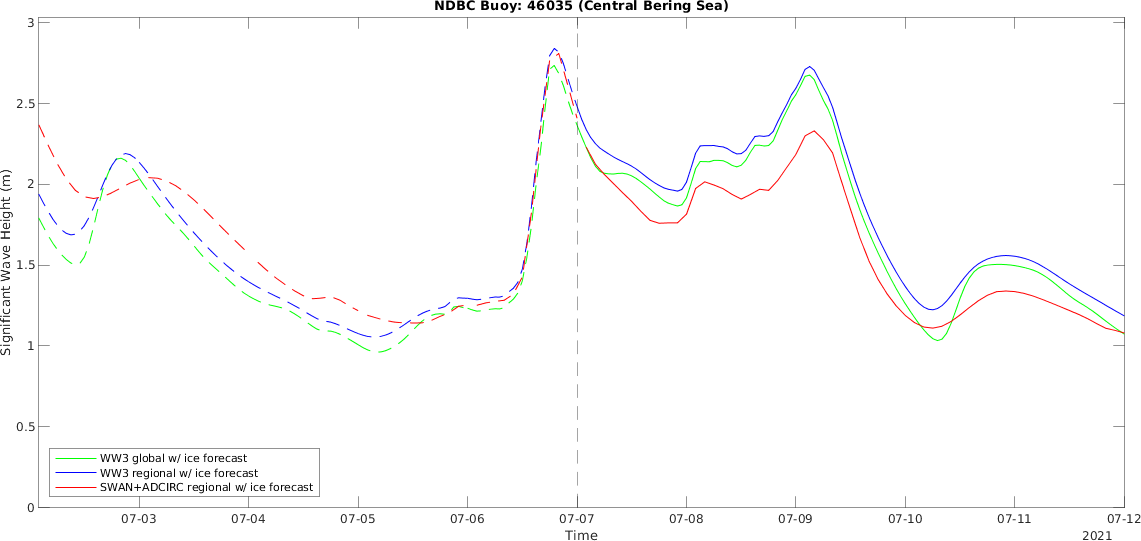 NDBC Buoy: 46035 (Central Bering Sea)
3
2.5
2
1.5
1
0.5
0
Significant Wave Height (m)
WW3 global w/ ice forecast
WW3 regional w/ ice forecast
SWAN+ADCIRC regional w/ ice forecast
07-03 07-04 07-05 07-06 07-07 07-08 07-09 07-10 07-11 07-12
Time
2021